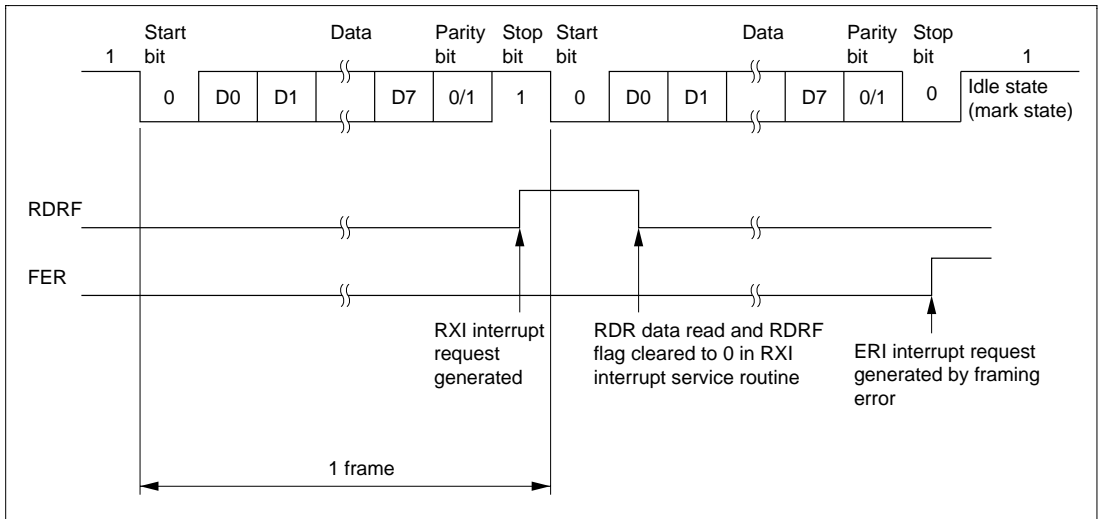 Start bit
Data
Parity bit
Stop bit
Start bit
Data
Parity bit
Stop bit
1
1
0
D0
D1
D7
0/1
1
0
D0
D1
D7
0/1
0
Idle state
(mark state)
RDRF
FER
RXI interrupt
request
generated
RDR data read and RDRF
flag cleared to 0 in RXI
interrupt service routine
ERI interrupt request
generated by framing
error
1 frame